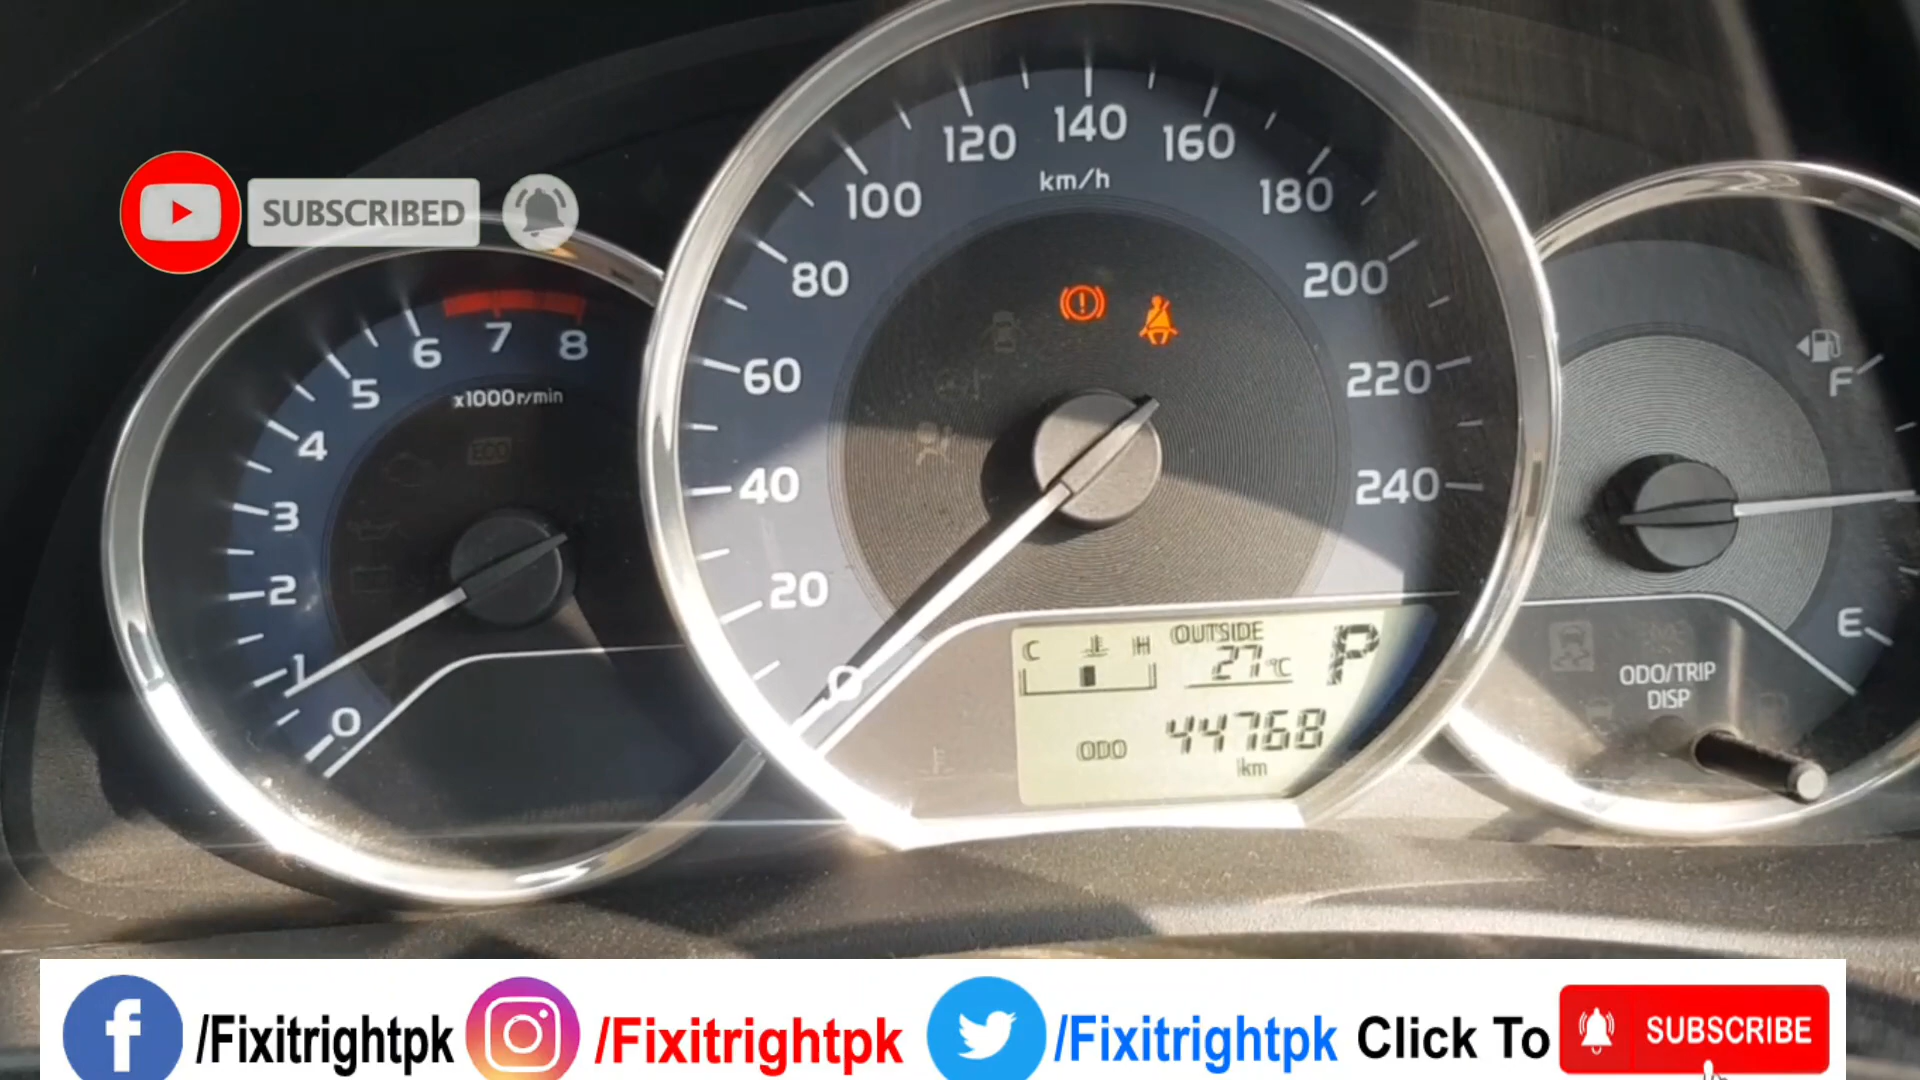 SUBSCRIBED
0
1
2
3
4
5
6
7
8
x1000r/min
ECO
0
20
40
60
80
100
120
140
160
180
200
220
240
km/h
C H
OUTSIDE
27°C
P
ODO
44768
km
F
E
ODO/TRIP
DISP
/Fixitrightpk
/Fixitrightpk
/Fixitrightpk
Click To
SUBSCRIBE